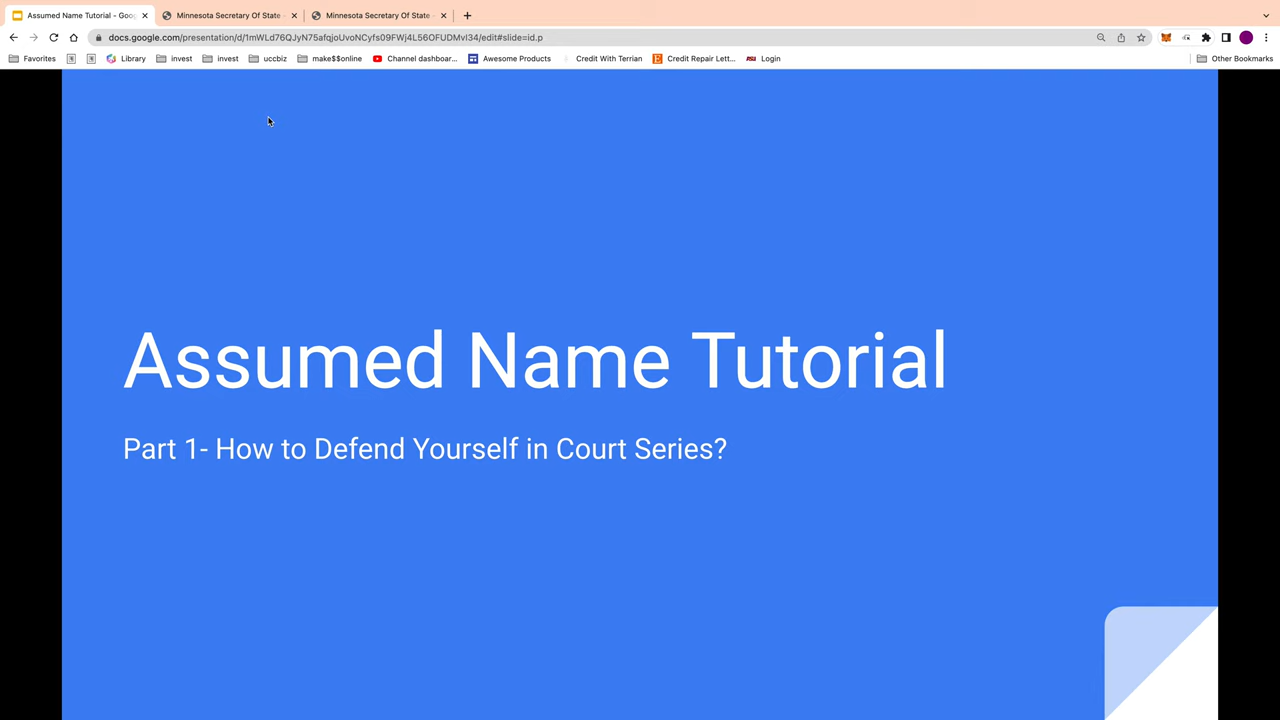 Assumed Name Tutorial - Goog
Minnesota Secretary Of State -
Minnesota Secretary Of State -
docs.google.com/presentation/d/1mWLd76QJyN75afqjoUvoNCyfs09FWj4L56OFUDMvI34/edit#slide=id.p
Favorites Library invest invest uccbiz make$$online Channel dashboar... Awesome Products Credit With Terrian Credit Repair Lett... Login Other Bookmarks
Assumed Name Tutorial
Part 1- How to Defend Yourself in Court Series?